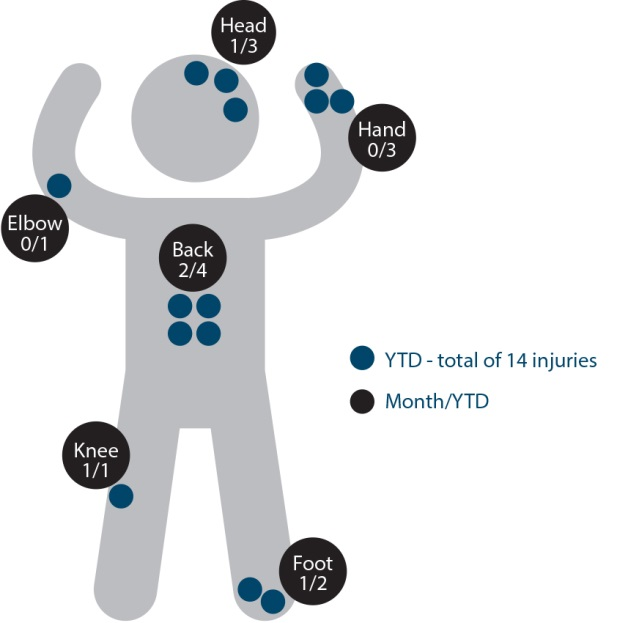 Head
1/3
Hand
0/3
Elbow
0/1
Back
2/4
YTD - total of 14 injuries
Month/YTD
Knee
1/1
Foot
1/2